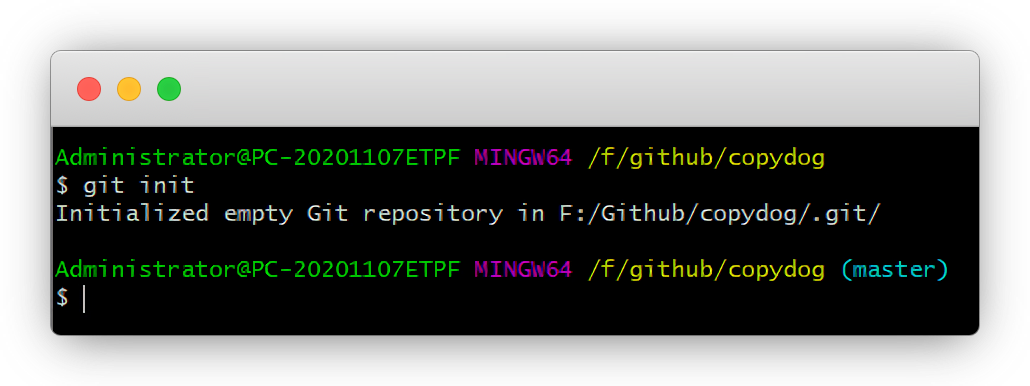 Administrator@PC-20201107ETPF MINGW64 /f/github/copydog
$ git init
Initialized empty Git repository in F:/Github/copydog/.git/
Administrator@PC-20201107ETPF MINGW64 /f/github/copydog (master)
$